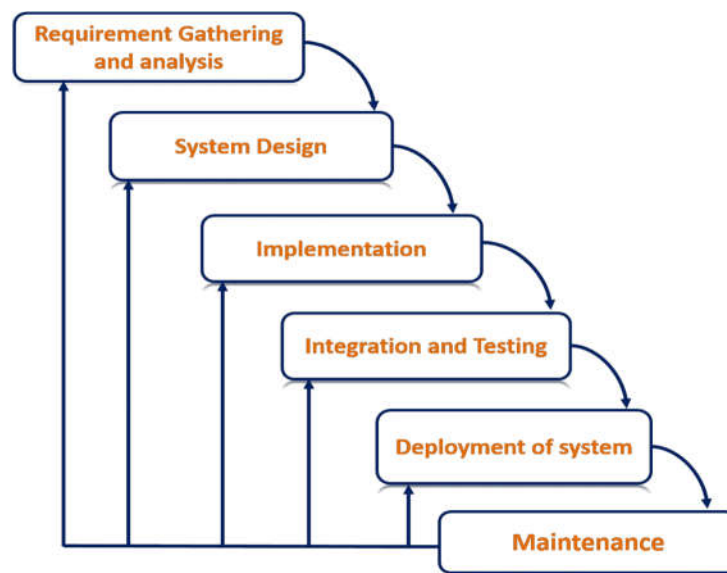 Requirement Gathering
and analysis
System Design
Implementation
Integration and Testing
Deployment of system
Maintenance